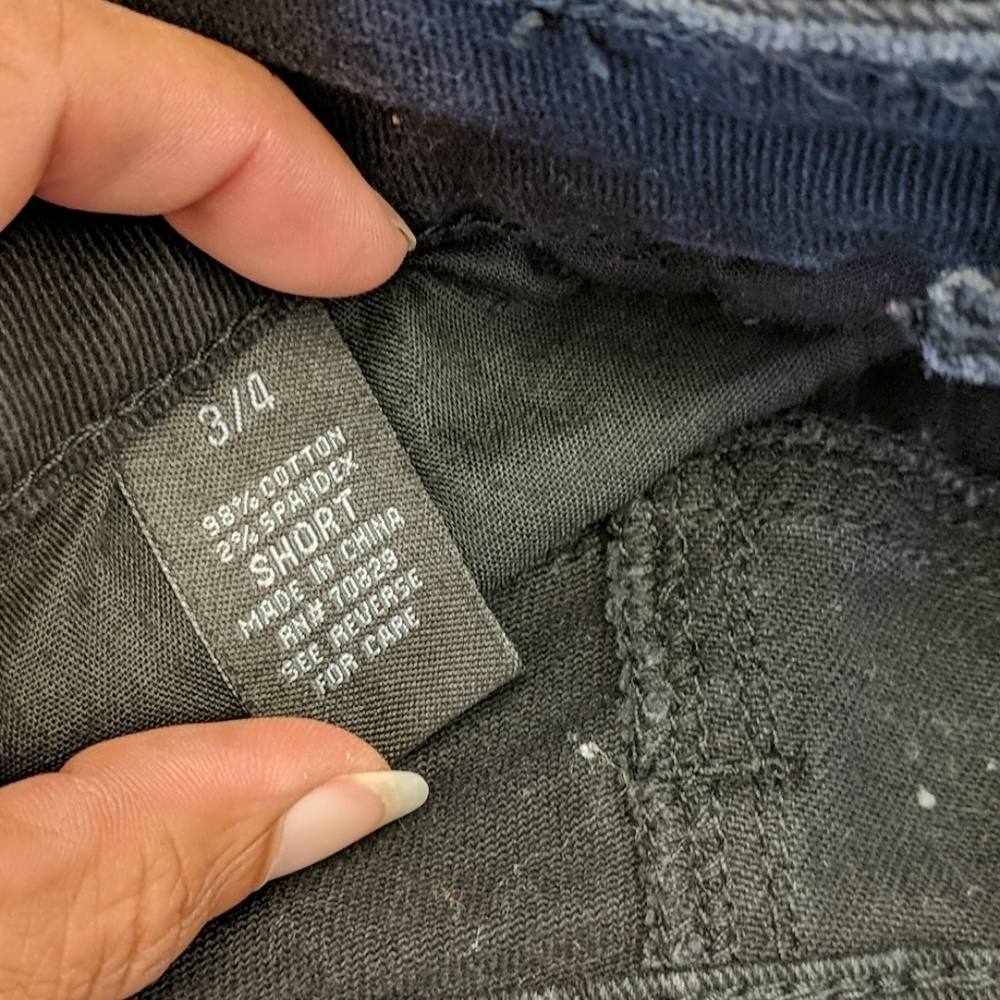 3/4
98% COTTON
2% SPANDEX
SHORT
MADE IN CHINA
RN# 70829
SEE REVERSE
FOR CARE